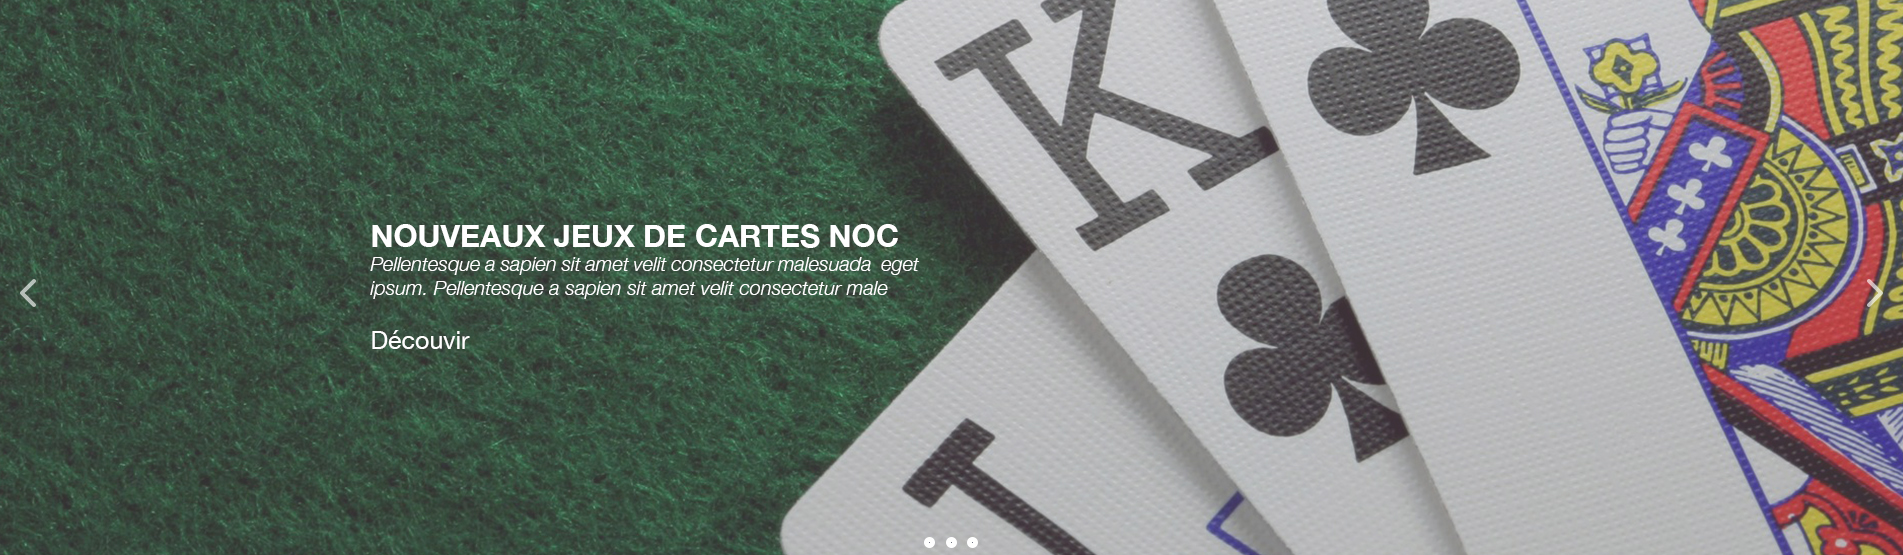 K
NOUVEAUX JEUX DE CARTES NOC
Pellentesque a sapien sit amet velit consectetur malesuada  eget
ipsum. Pellentesque a sapien sit amet velit consectetur male
Découvir
J